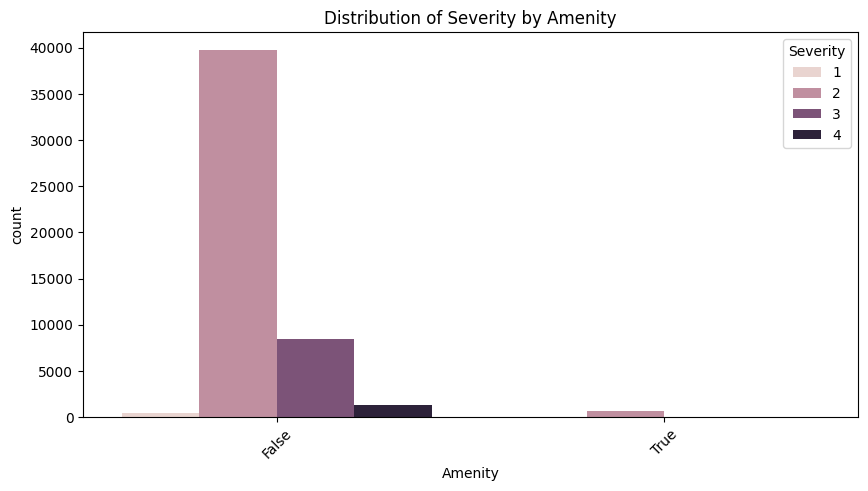 Distribution of Severity by Amenity
Severity
1
2
3
4
40000
35000
30000
25000
20000
15000
10000
5000
0
count
False
True
Amenity